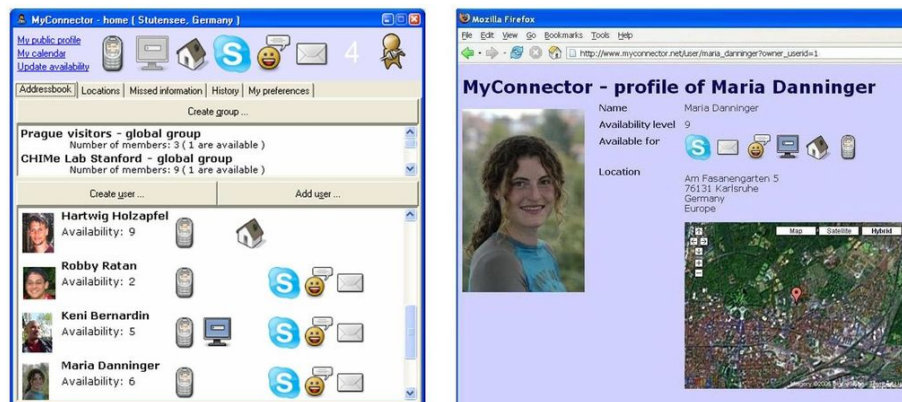 MyConnector - home ( Stutensee, Germany )
My public profile
My calendar
Update availability
4
Addressbook Locations Missed information History My preferences
Create group ...
Prague visitors - global group
Number of members: 3 ( 1 are available )
CHIMe Lab Stanford - global group
Number of members: 9 ( 1 are available )
Create user ... Add user ...
Hartwig Holzapfel
Availability: 9
Robby Ratan
Availability: 2
Keni Bernardin
Availability: 5
Maria Danninger
Availability: 6
Mozilla Firefox
File Edit View Go Bookmarks Tools Help
http://www.myconnector.net/user/maria_danninger?owner_userid=1
MyConnector - profile of Maria Danninger
Name Maria Danninger
Availability level 9
Available for
Location
Am Fasanengarten 5
76131 Karlsruhe
Germany
Europe
Map Satellite Hybrid